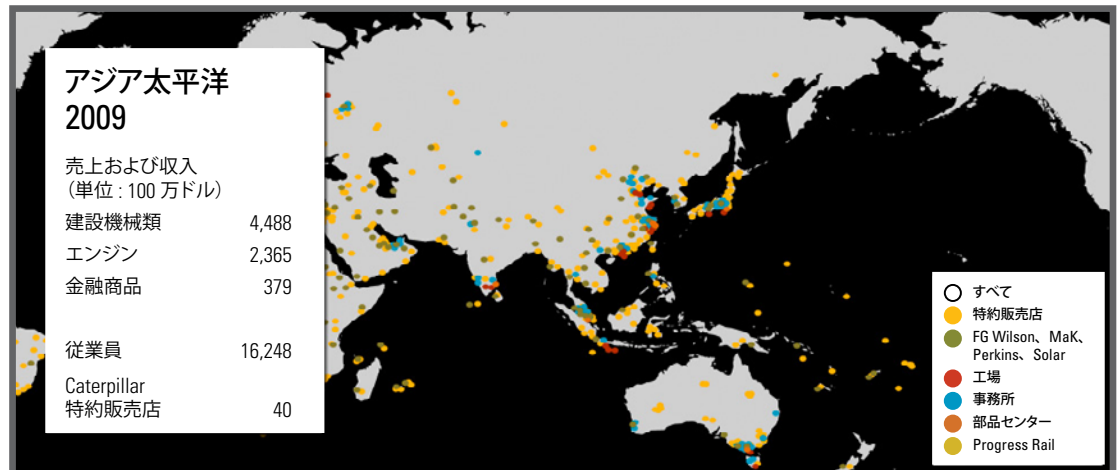 アジア太平洋
2009
売上および収入
（単位 : 100 万ドル）
建設機械類 4,488
エンジン 2,365
金融商品 379
従業員 16,248
Caterpillar
特約販売店 40
すべて
特約販売店
FG Wilson、MaK、
Perkins、Solar
工場
事務所
部品センター
Progress Rail